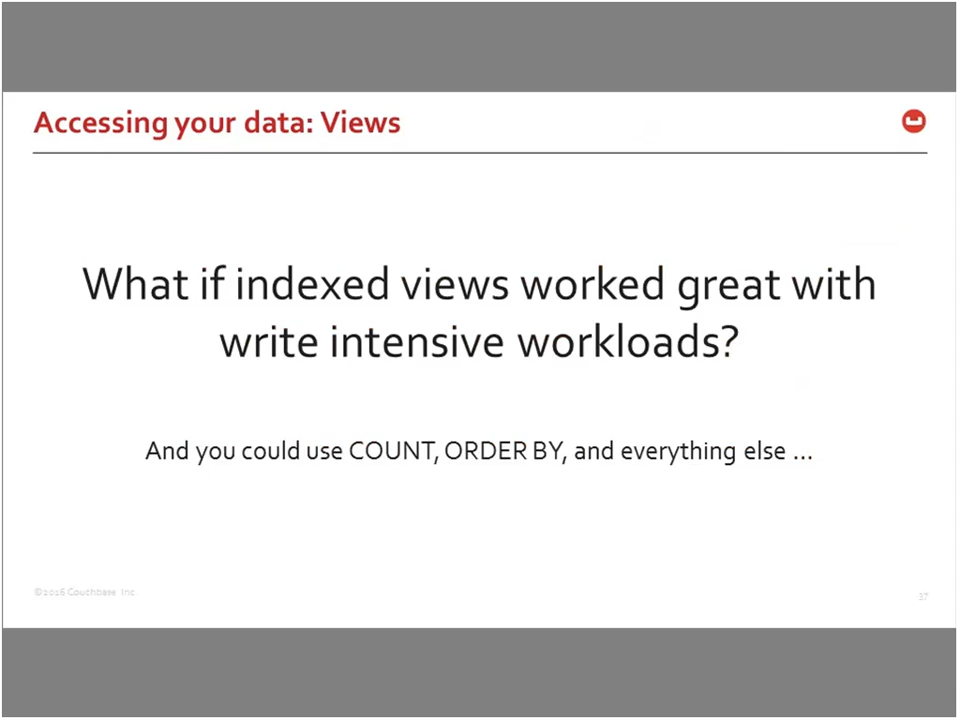 Accessing your data: Views
What if indexed views worked great with
write intensive workloads?
And you could use COUNT, ORDER BY, and everything else ...
©2016 Couchbase Inc
37